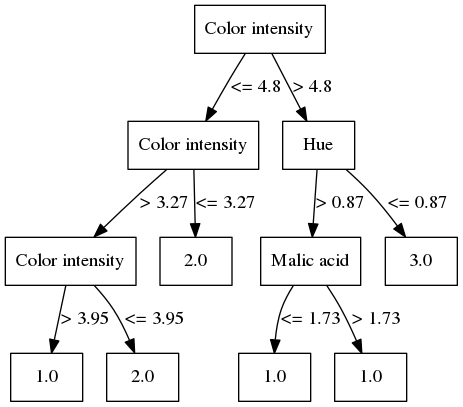 Color intensity
<= 4.8 > 4.8
Color intensity Hue
> 3.27 <= 3.27 > 0.87 <= 0.87
Color intensity 2.0 Malic acid 3.0
> 3.95 <= 3.95 <= 1.73 > 1.73
1.0 2.0 1.0 1.0